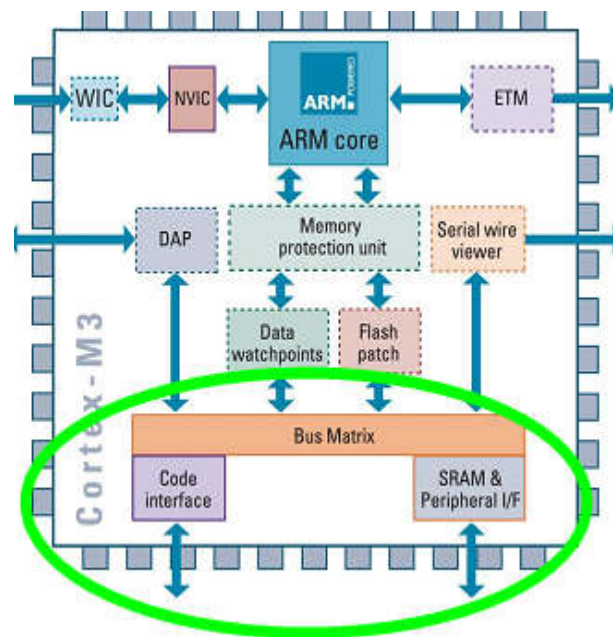 WIC
NVIC
ARM POWERED
ARM core
ETM
DAP
Memory
protection unit
Serial wire
viewer
Data
watchpoints
Flash
patch
Cortex-M3
Bus Matrix
Code
interface
SRAM &
Peripheral I/F